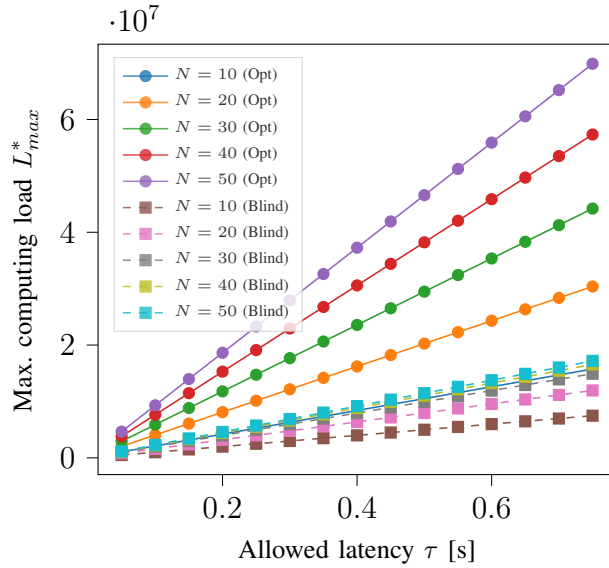 ·10⁷
6
4
2
0
Max. computing load L*ₘₐₓ
N = 10 (Opt)
N = 20 (Opt)
N = 30 (Opt)
N = 40 (Opt)
N = 50 (Opt)
N = 10 (Blind)
N = 20 (Blind)
N = 30 (Blind)
N = 40 (Blind)
N = 50 (Blind)
0.2 0.4 0.6
Allowed latency τ [s]